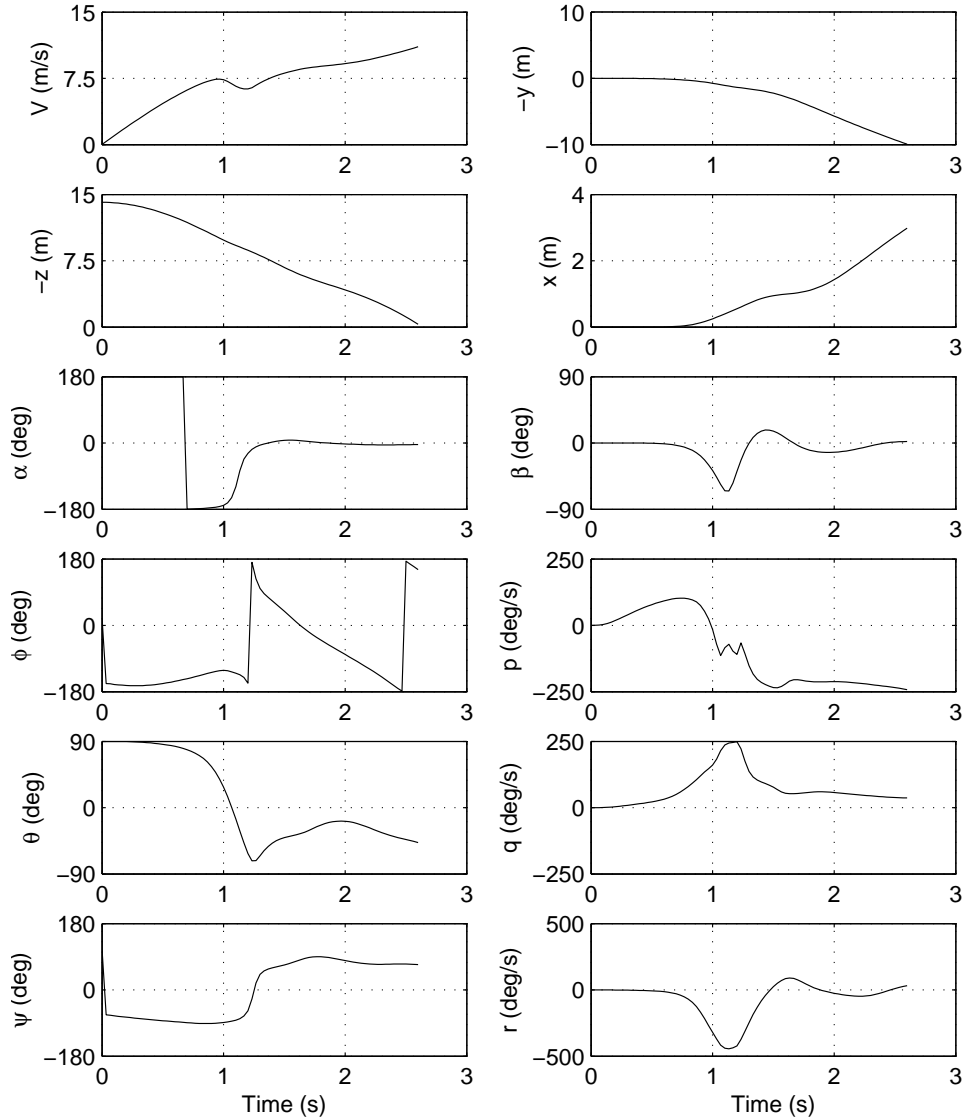 15
7.5
0
V (m/s)
0 1 2 3
10
0
−10
−y (m)
0 1 2 3
15
7.5
0
−z (m)
0 1 2 3
4
2
0
x (m)
0 1 2 3
180
0
−180
α (deg)
0 1 2 3
90
0
−90
β (deg)
0 1 2 3
180
0
−180
ϕ (deg)
0 1 2 3
250
0
−250
p (deg/s)
0 1 2 3
90
0
−90
θ (deg)
0 1 2 3
250
0
−250
q (deg/s)
0 1 2 3
180
0
−180
ψ (deg)
0 1 2 3
Time (s)
500
0
−500
r (deg/s)
0 1 2 3
Time (s)